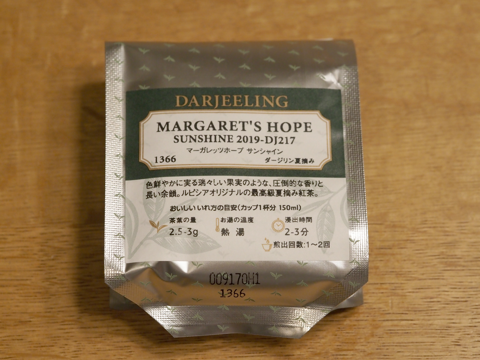 DARJEELING
MARGARET'S HOPE
SUNSHINE 2019-DJ217
マーガレッツホープ サンシャイン
1366 ダージリン夏摘み
色鮮やかに実る瑞々しい果実のような、圧倒的な香りと
長い余韻。ルピシアオリジナルの最高級夏摘み紅茶。
おいしいいれ方の目安(カップ1杯分 150ml)
茶葉の量 お湯の温度 浸出時間
2.5-3g 熱湯 2-3分
煎出回数:1〜2回
009170H1
1366